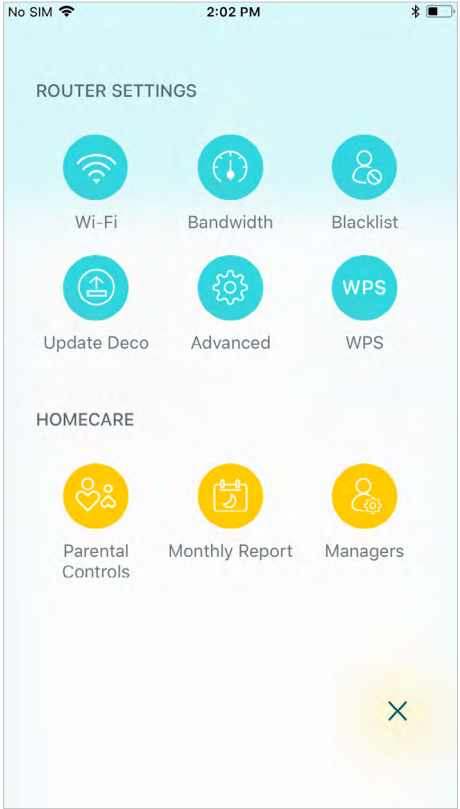 No SIM 2:02 PM
ROUTER SETTINGS
Wi-Fi Bandwidth Blacklist
WPS
Update Deco Advanced WPS
HOMECARE
Parental Controls Monthly Report Managers